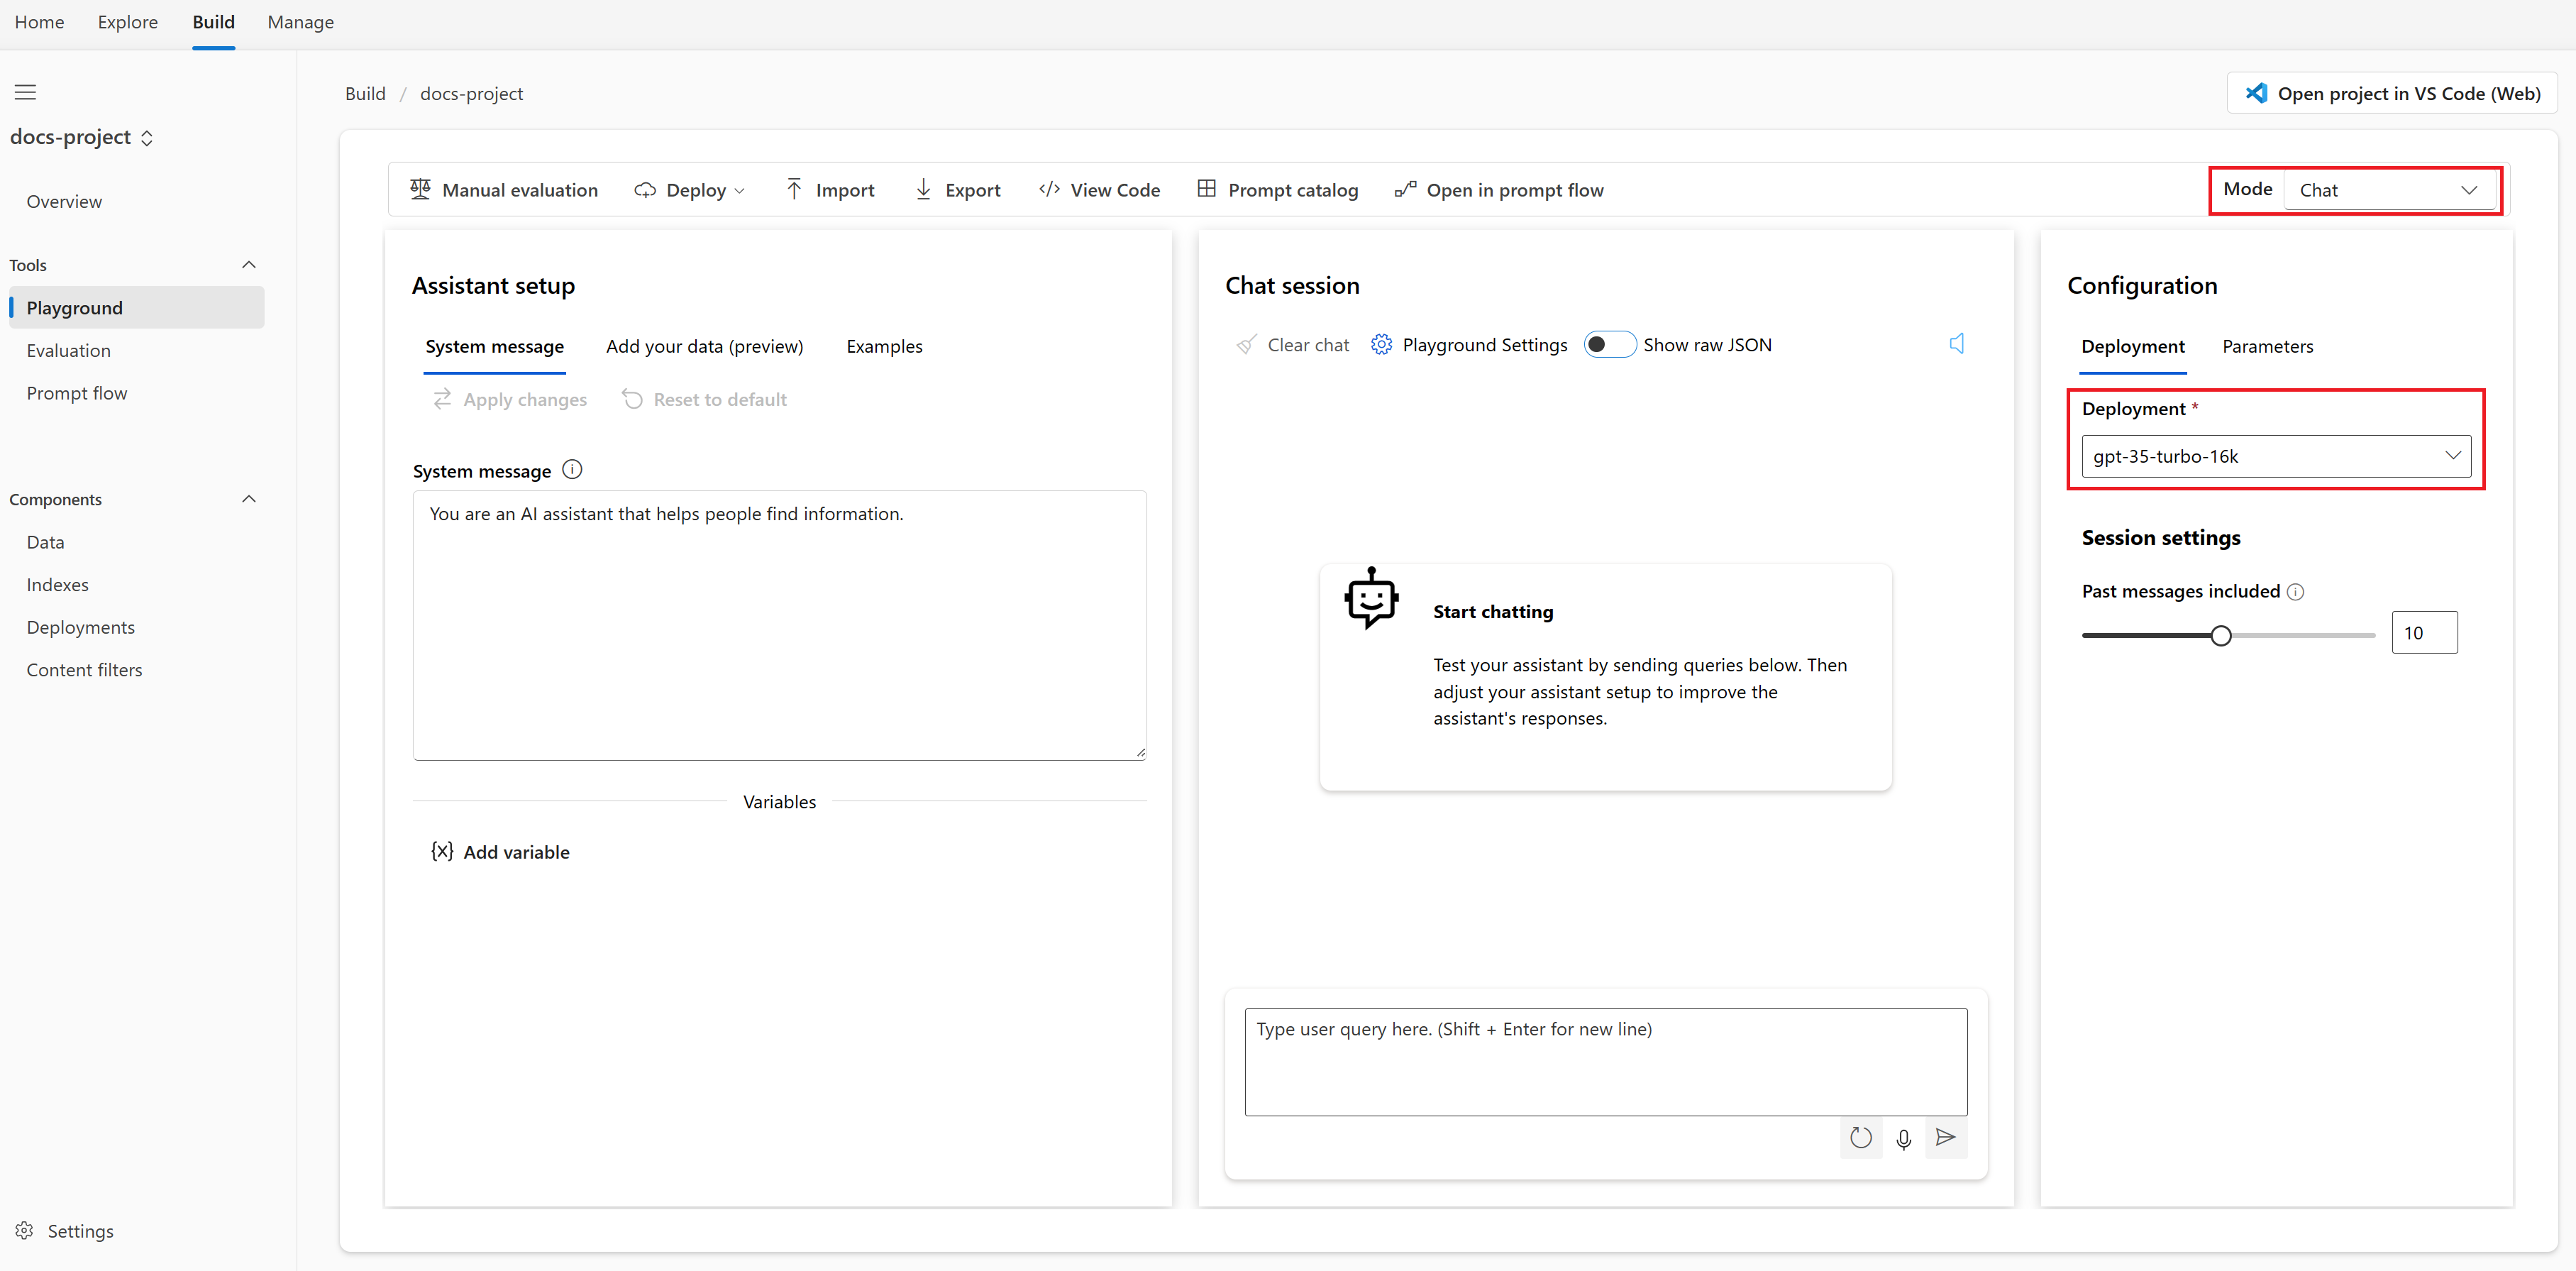 Home Explore Build Manage
Build / docs-project
Open project in VS Code (Web)
docs-project
Overview
Tools
Playground
Evaluation
Prompt flow
Components
Data
Indexes
Deployments
Content filters
Settings
Manual evaluation Deploy Import Export View Code Prompt catalog Open in prompt flow
Mode Chat
Assistant setup
System message Add your data (preview) Examples
Apply changes Reset to default
System message
You are an AI assistant that helps people find information.
Variables
{x} Add variable
Chat session
Clear chat Playground Settings Show raw JSON
Start chatting
Test your assistant by sending queries below. Then
adjust your assistant setup to improve the
assistant's responses.
Type user query here. (Shift + Enter for new line)
Configuration
Deployment Parameters
Deployment *
gpt-35-turbo-16k
Session settings
Past messages included
10